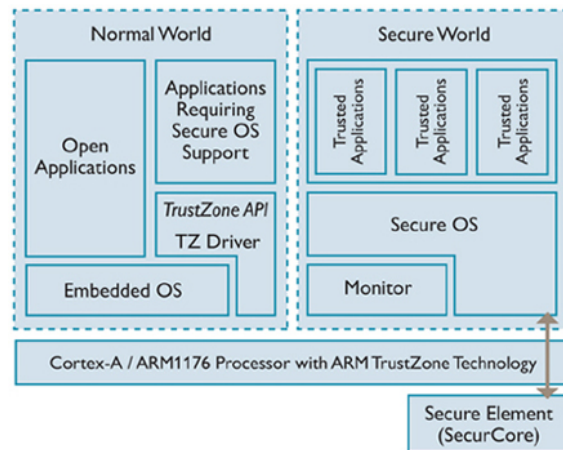 Normal World
Open
Applications
Applications
Requiring
Secure OS
Support
TrustZone API
TZ Driver
Embedded OS
Secure World
Trusted
Applications
Trusted
Applications
Trusted
Applications
Secure OS
Monitor
Cortex-A / ARM1176 Processor with ARM TrustZone Technology
Secure Element
(SecurCore)